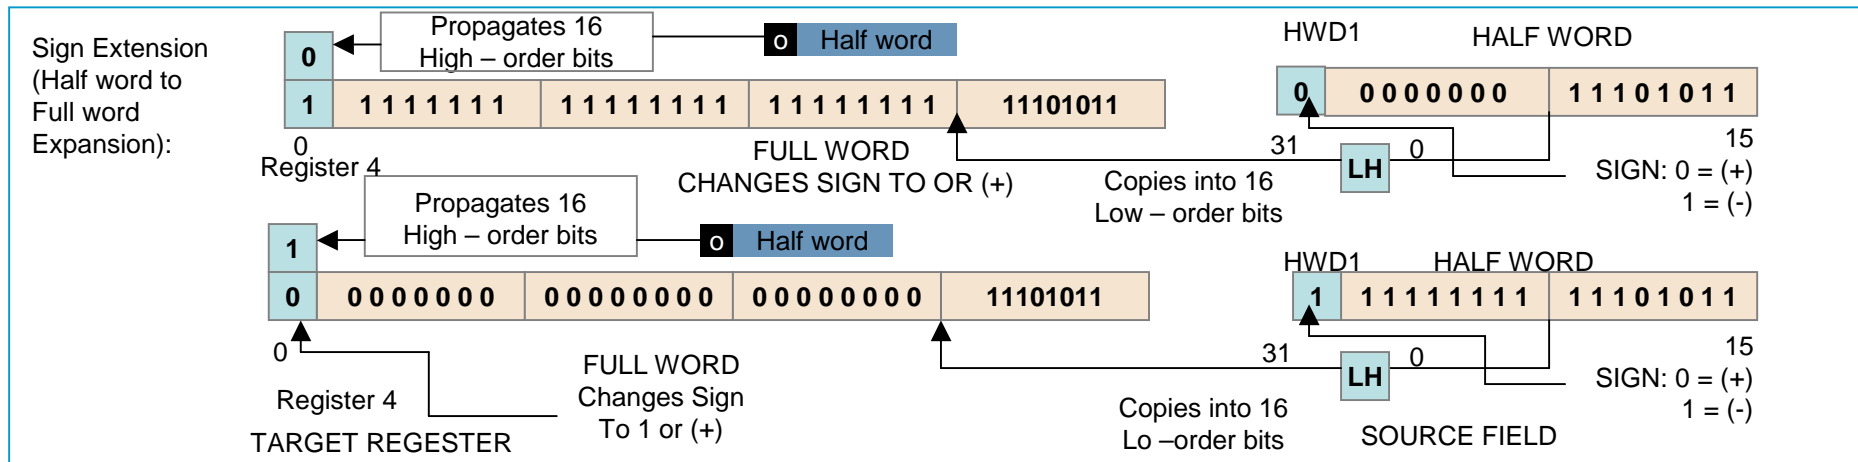 Sign Extension
(Half word to
Full word
Expansion):
0
Propagates 16
High – order bits
o Half word
HWD1 HALF WORD
1 1 1 1 1 1 1 1 1 1 1 1 1 1 1 1 1 1 1 1 1 1 1 1 11101011
0 0 0 0 0 0 0 0 1 1 1 0 1 0 1 1
0
Register 4
FULL WORD
CHANGES SIGN TO OR (+)
31
LH
0
15
Copies into 16
Low – order bits
SIGN: 0 = (+)
1 = (-)
1
Propagates 16
High – order bits
o Half word
HWD1 HALF WORD
0 0 0 0 0 0 0 0 0 0 0 0 0 0 0 0 0 0 0 0 0 0 0 0 11101011
1 1 1 1 1 1 1 1 1 1 1 1 0 1 0 1 1
0
Register 4
TARGET REGESTER
FULL WORD
Changes Sign
To 1 or (+)
31
LH
0
15
Copies into 16
Lo –order bits
SIGN: 0 = (+)
1 = (-)
SOURCE FIELD